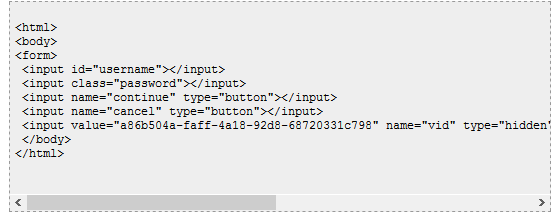 <html>
<body>
<form>
<input id="username"></input>
<input class="password"></input>
<input name="continue" type="button"></input>
<input name="cancel" type="button"></input>
<input value="a86b504a-faff-4a18-92d8-68720331c798" name="vid" type="hidden"
</body>
</html>